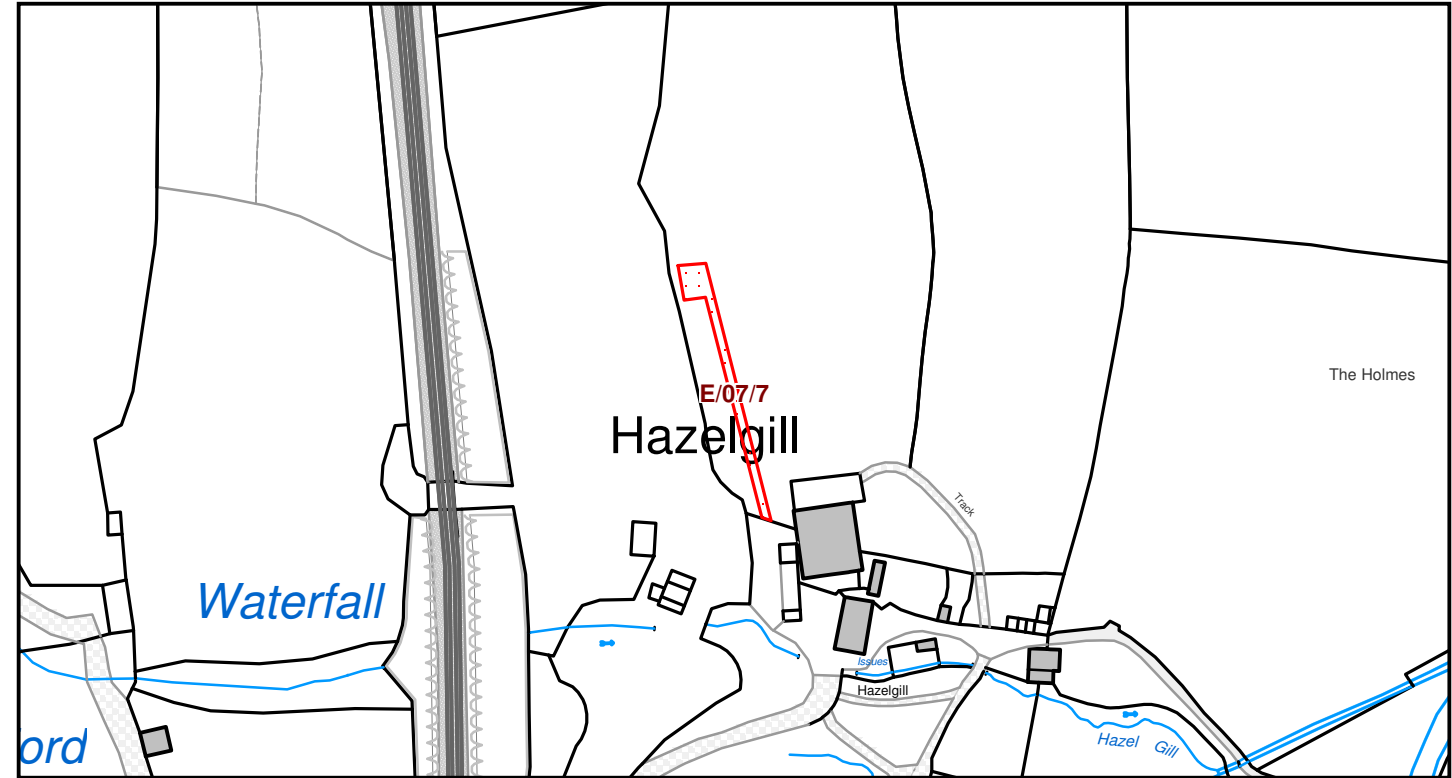 The Holmes
E/07/7
Hazelgill
Track
Waterfall
Issues
Hazelgill
ord
Hazel Gill